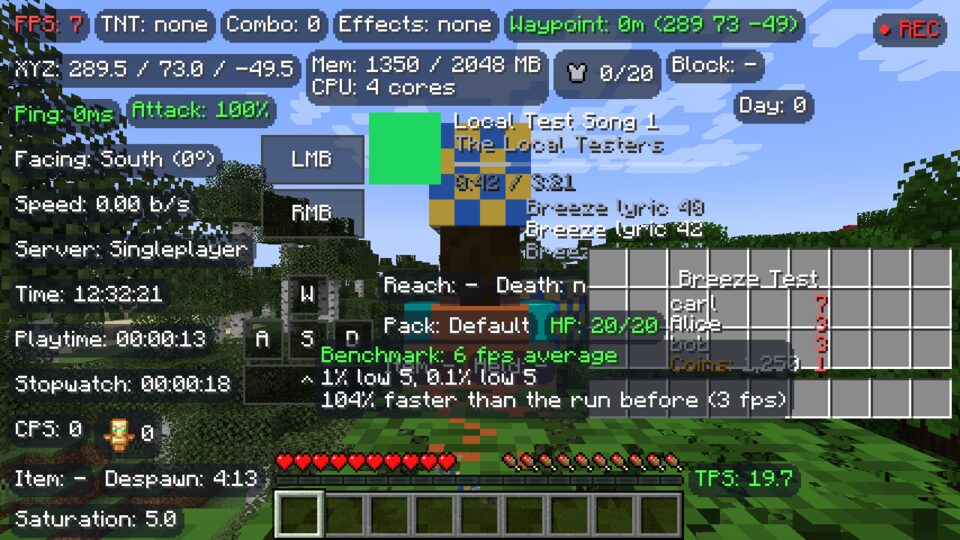 FPS: 7
TNT: none
Combo: 0
Effects: none
Waypoint: 0m (289 73 -49)
● REC
XYZ: 289.5 / 73.0 / -49.5
Mem: 1350 / 2048 MB
CPU: 4 cores
0/20
Block: -
Ping: 0ms
Attack: 100%
Day: 0
Local Test Song 1
The Local Testers
0:42 / 3:21
Facing: South (0°)
LMB
Speed: 0.00 b/s
RMB
Breeze lyric 40
Breeze lyric 42
Breeze
Server: Singleplayer
Time: 12:32:21
W
Reach: -
Death: n
Breeze Test
carl 7
Alice 3
bob 3
Coins: 1,250 1
Playtime: 00:00:13
A
S
D
Pack: Default
HP: 20/20
Benchmark: 6 fps average
1% low 5, 0.1% low 5
104% faster than the run before (3 fps)
Stopwatch: 00:00:18
^
CPS: 0
0
Item: -
Despawn: 4:13
TPS: 19.7
Saturation: 5.0